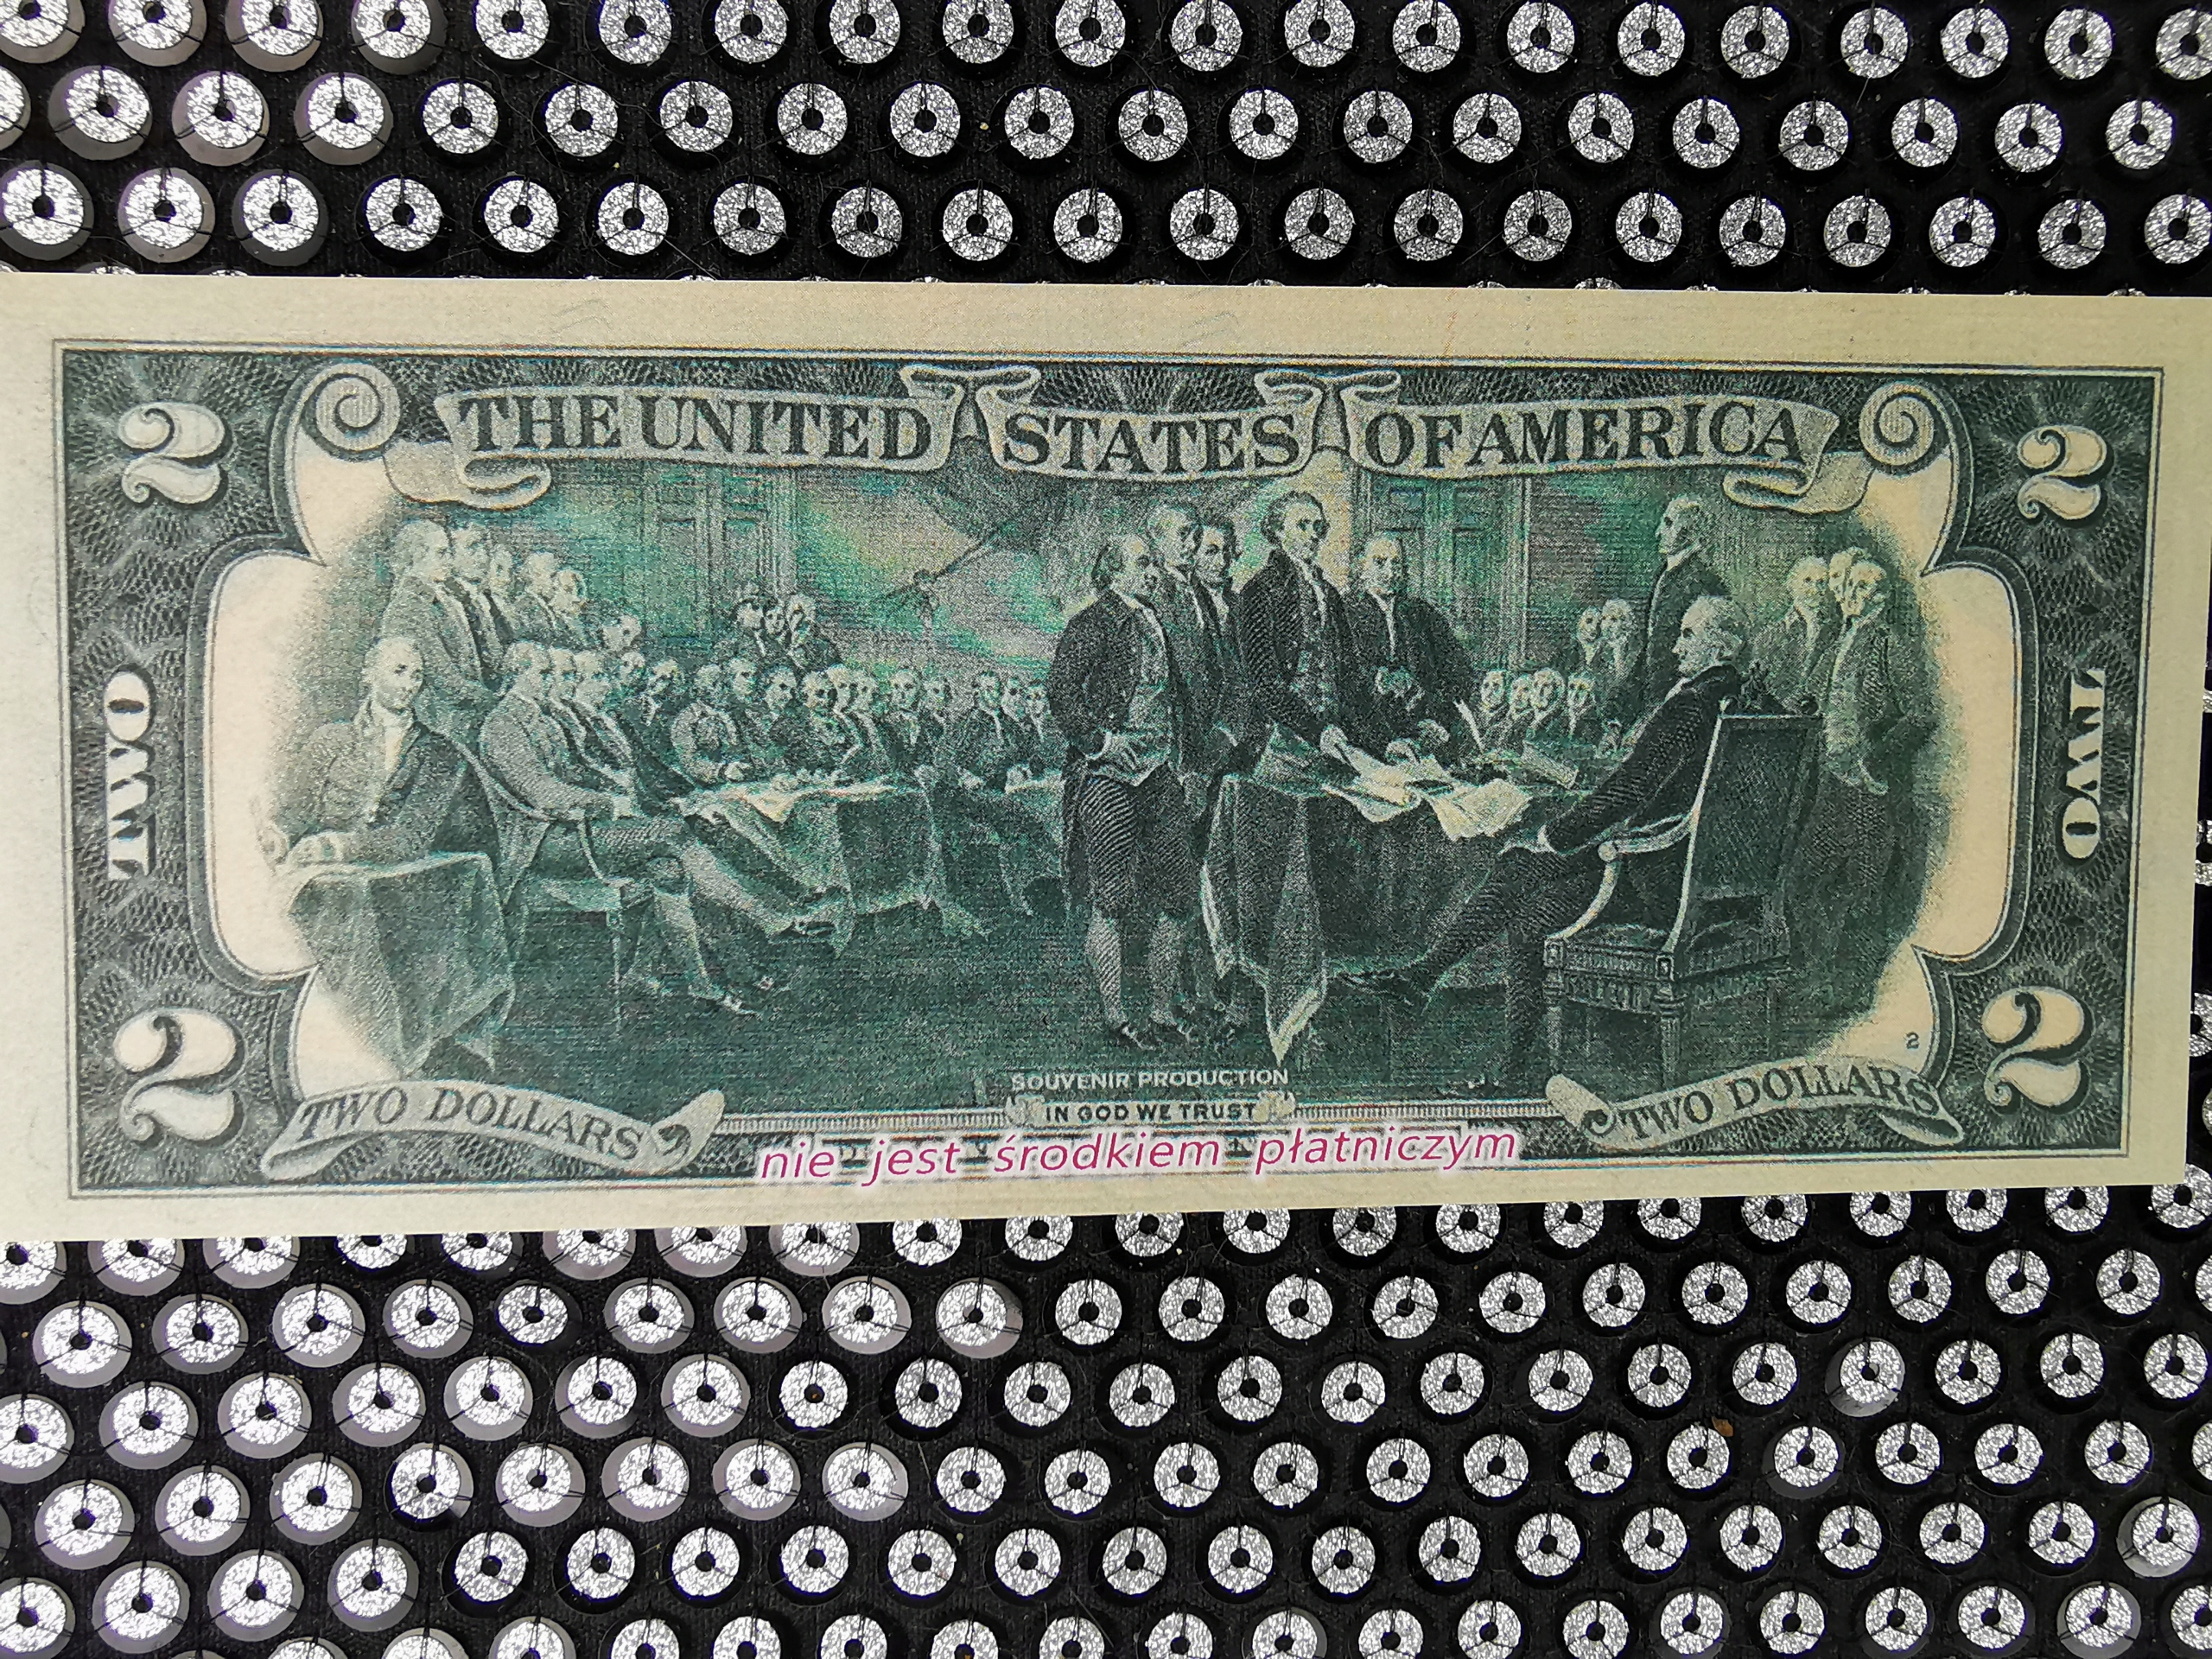 2 THE UNITED STATES OF AMERICA 2
TWO TWO
SOUVENIR PRODUCTION
2
2 TWO DOLLARS IN GOD WE TRUST TWO DOLLARS 2
nie jest środkiem płatniczym